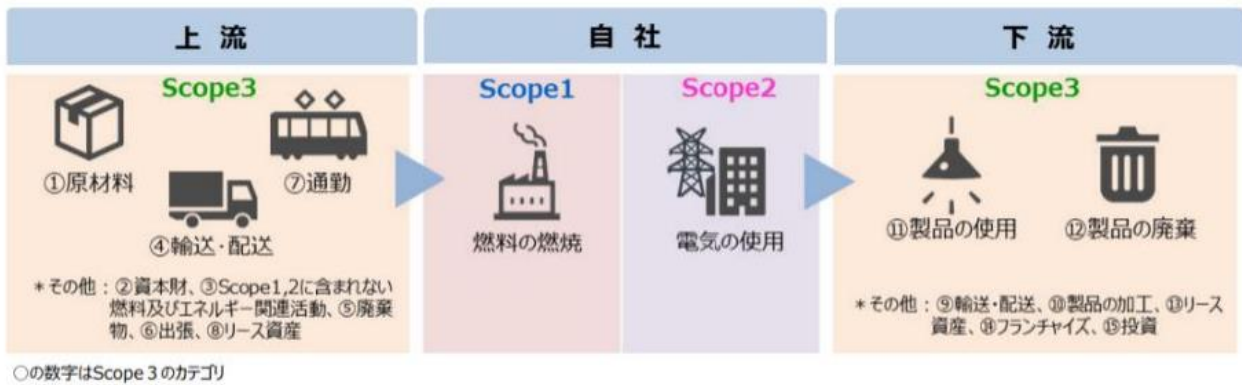 上流
自社
下流
Scope3
①原材料
⑦通勤
④輸送・配送
*その他：②資本財、③Scope1,2に含まれない
燃料及びエネルギー関連活動、⑤廃棄
物、⑥出張、⑧リース資産
Scope1
燃料の燃焼
Scope2
電気の使用
Scope3
⑪製品の使用
⑫製品の廃棄
*その他：⑨輸送・配送、⑩製品の加工、⑬リース
資産、⑭フランチャイズ、⑮投資
○の数字はScope 3 のカテゴリ